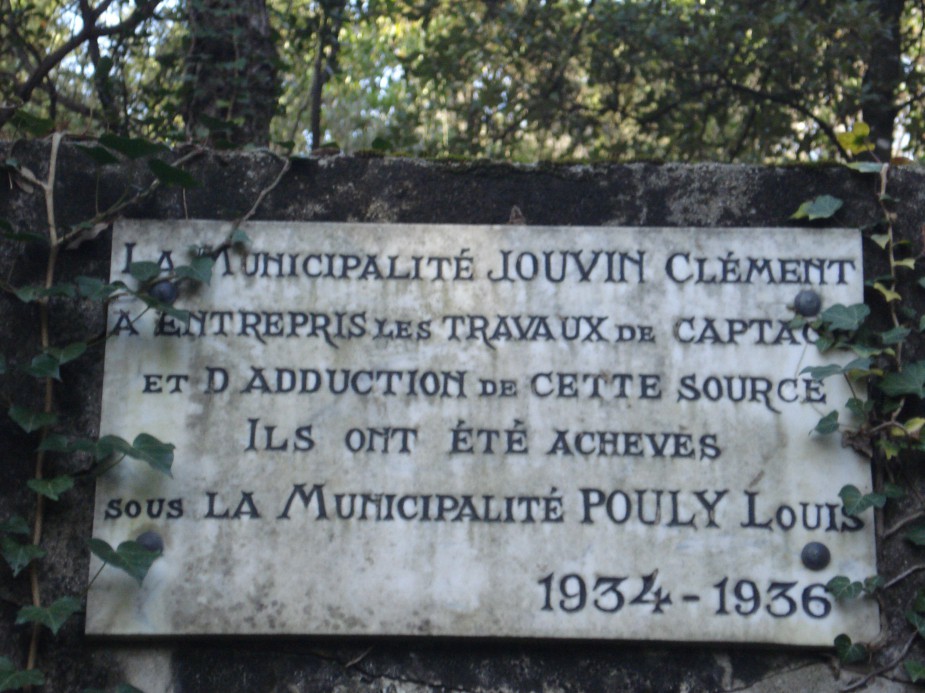 LA MUNICIPALITÉ JOUVIN CLÉMENT
A ENTREPRIS LES TRAVAUX DE CAPTAGE
ET D ADDUCTION DE CETTE SOURCE
ILS ONT ÉTÉ ACHEVÉS
SOUS LA MUNICIPALITÉ POULY LOUIS
1934-1936